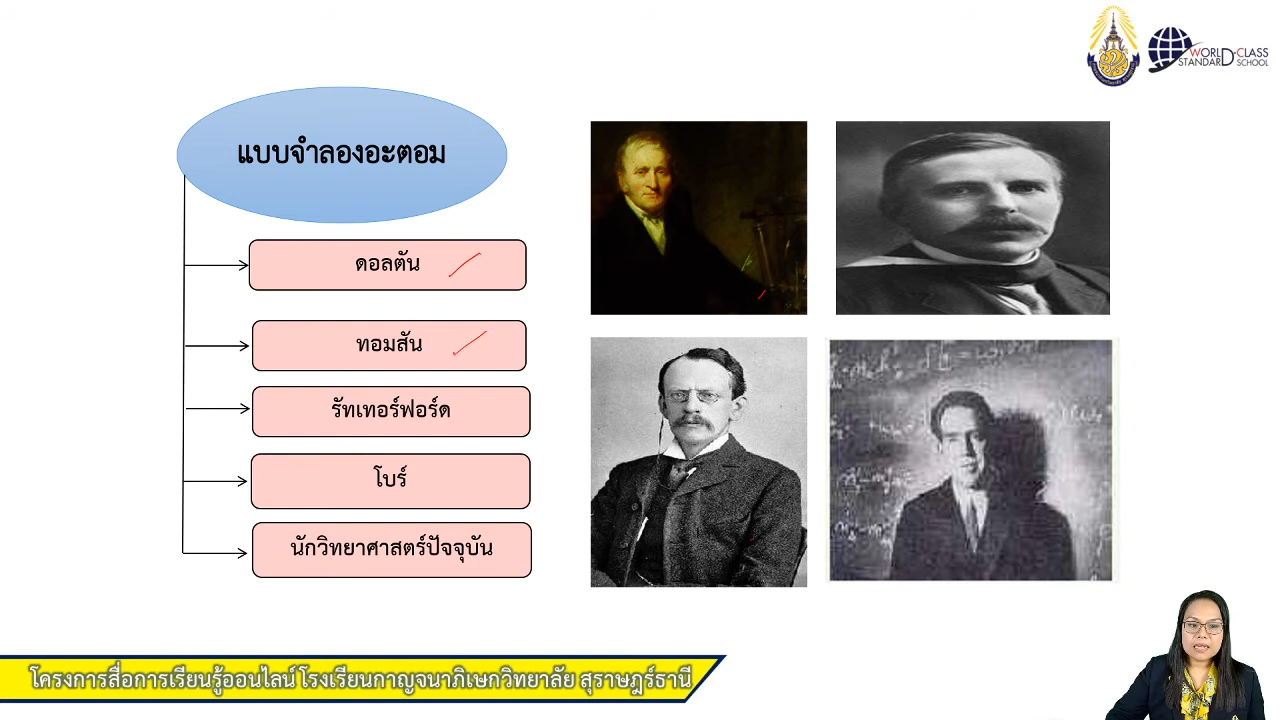 WORLD-CLASS
STANDARD SCHOOL
แบบจำลองอะตอม
ดอลตัน
ทอมสัน
รัทเทอร์ฟอร์ด
โบร์
นักวิทยาศาสตร์ปัจจุบัน
โครงการสื่อการเรียนรู้ออนไลน์ โรงเรียนกาญจนาภิเษกวิทยาลัย สุราษฎร์ธานี